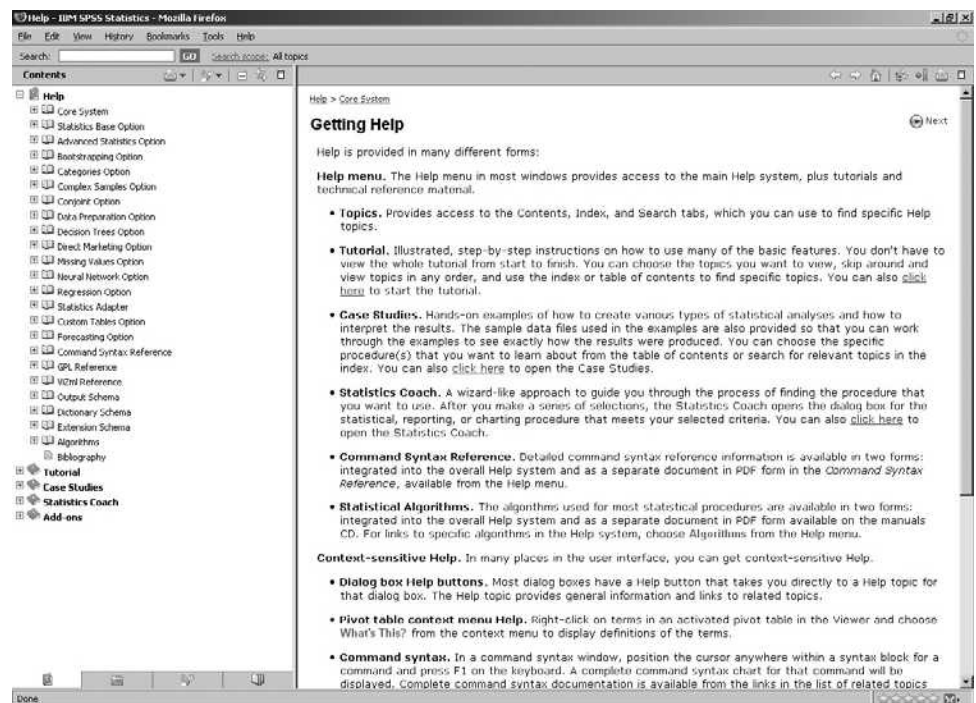 Help - IBM SPSS Statistics - Mozilla Firefox
File Edit View History Bookmarks Tools Help
Search: GO Search scope: All topics
Contents
Help
Core System
Statistics Base Option
Advanced Statistics Option
Bootstrapping Option
Categories Option
Complex Samples Option
Conjoint Option
Data Preparation Option
Decision Trees Option
Direct Marketing Option
Missing Values Option
Neural Network Option
Regression Option
Statistics Adapter
Custom Tables Option
Forecasting Option
Command Syntax Reference
GPL Reference
ViZml Reference
Output Schema
Dictionary Schema
Extension Schema
Algorithms
Bibliography
Tutorial
Case Studies
Statistics Coach
Add-ons
Help > Core System
Getting Help
Next
Help is provided in many different forms:
Help menu. The Help menu in most windows provides access to the main Help system, plus tutorials and
technical reference material.
• Topics. Provides access to the Contents, Index, and Search tabs, which you can use to find specific Help
topics.
• Tutorial. Illustrated, step-by-step instructions on how to use many of the basic features. You don't have to
view the whole tutorial from start to finish. You can choose the topics you want to view, skip around and
view topics in any order, and use the index or table of contents to find specific topics. You can also click
here to start the tutorial.
• Case Studies. Hands-on examples of how to create various types of statistical analyses and how to
interpret the results. The sample data files used in the examples are also provided so that you can work
through the examples to see exactly how the results were produced. You can choose the specific
procedure(s) that you want to learn about from the table of contents or search for relevant topics in the
index. You can also click here to open the Case Studies.
• Statistics Coach. A wizard-like approach to guide you through the process of finding the procedure that
you want to use. After you make a series of selections, the Statistics Coach opens the dialog box for the
statistical, reporting, or charting procedure that meets your selected criteria. You can also click here to
open the Statistics Coach.
• Command Syntax Reference. Detailed command syntax reference information is available in two forms:
integrated into the overall Help system and as a separate document in PDF form in the Command Syntax
Reference, available from the Help menu.
• Statistical Algorithms. The algorithms used for most statistical procedures are available in two forms:
integrated into the overall Help system and as a separate document in PDF form available on the manuals
CD. For links to specific algorithms in the Help system, choose Algorithms from the Help menu.
Context-sensitive Help. In many places in the user interface, you can get context-sensitive Help.
• Dialog box Help buttons. Most dialog boxes have a Help button that takes you directly to a Help topic for
that dialog box. The Help topic provides general information and links to related topics.
• Pivot table context menu Help. Right-click on terms in an activated pivot table in the Viewer and choose
What's This? from the context menu to display definitions of the terms.
• Command syntax. In a command syntax window, position the cursor anywhere within a syntax block for a
command and press F1 on the keyboard. A complete command syntax chart for that command will be
displayed. Complete command syntax documentation is available from the links in the list of related topics
Done